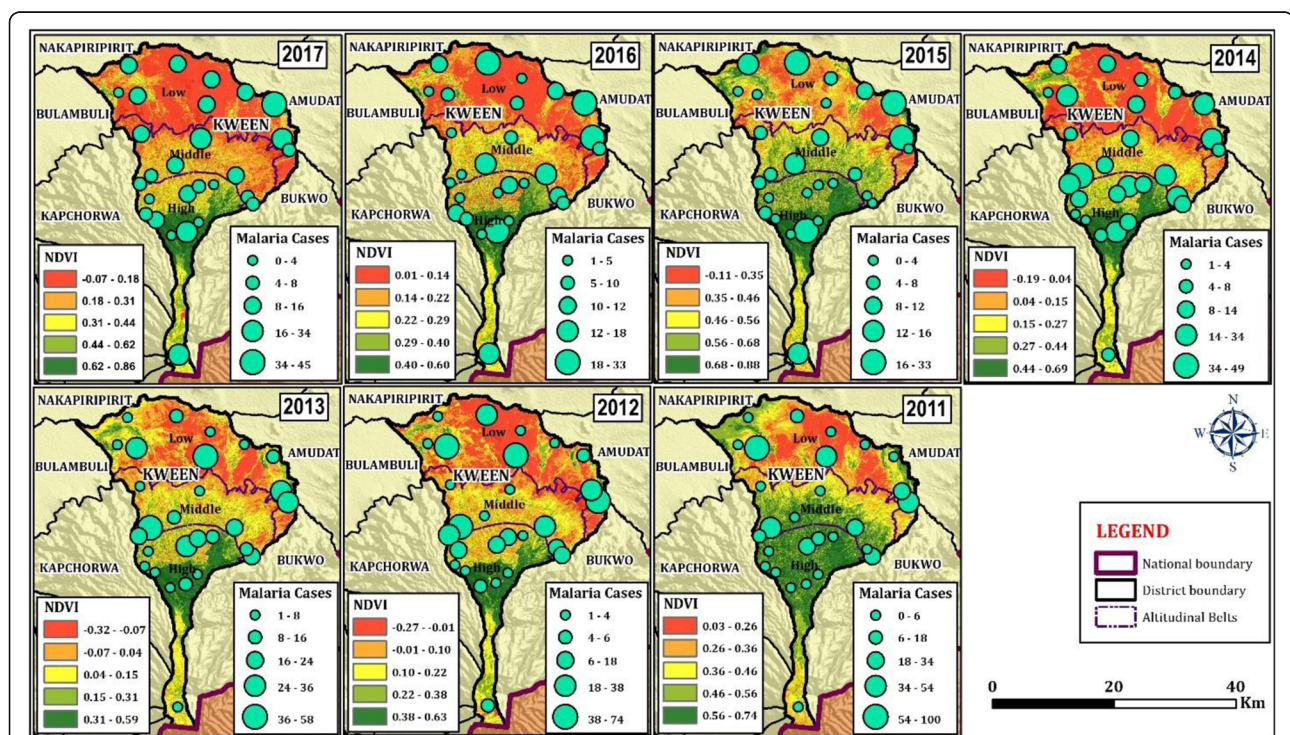 NAKAPIRIPIRIT
2017
Low
AMUDAT
BULAMBULI
KWEEN
Middle
High
KAPCHORWA
BUKWO
NDVI
-0.07 - 0.18
0.18 - 0.31
0.31 - 0.44
0.44 - 0.62
0.62 - 0.86
Malaria Cases
0 - 4
4 - 8
8 - 16
16 - 34
34 - 45
NAKAPIRIPIRIT
2016
Low
AMUDAT
BULAMBULI
KWEEN
Middle
High
KAPCHORWA
BUKWO
NDVI
0.01 - 0.14
0.14 - 0.22
0.22 - 0.29
0.29 - 0.40
0.40 - 0.60
Malaria Cases
1 - 5
5 - 10
10 - 12
12 - 18
18 - 33
NAKAPIRIPIRIT
2015
Low
AMUDAT
BULAMBULI
KWEEN
Middle
High
KAPCHORWA
BUKWO
NDVI
-0.11 - 0.35
0.35 - 0.46
0.46 - 0.56
0.56 - 0.68
0.68 - 0.88
Malaria Cases
0 - 4
4 - 8
8 - 12
12 - 16
16 - 33
NAKAPIRIPIRIT
2014
Low
AMUDAT
BULAMBULI
KWEEN
Middle
High
KAPCHORWA
BUKWO
NDVI
-0.19 - 0.04
0.04 - 0.15
0.15 - 0.27
0.27 - 0.44
0.44 - 0.69
Malaria Cases
1 - 4
4 - 8
8 - 14
14 - 34
34 - 49
NAKAPIRIPIRIT
2013
Low
AMUDAT
BULAMBULI
KWEEN
Middle
High
KAPCHORWA
BUKWO
NDVI
-0.32 - -0.07
-0.07 - 0.04
0.04 - 0.15
0.15 - 0.31
0.31 - 0.59
Malaria Cases
1 - 8
8 - 16
16 - 24
24 - 36
36 - 58
NAKAPIRIPIRIT
2012
Low
AMUDAT
BULAMBULI
KWEEN
Middle
High
KAPCHORWA
BUKWO
NDVI
-0.27 - -0.01
-0.01 - 0.10
0.10 - 0.22
0.22 - 0.38
0.38 - 0.63
Malaria Cases
1 - 4
4 - 6
6 - 18
18 - 38
38 - 74
NAKAPIRIPIRIT
2011
Low
AMUDAT
BULAMBULI
KWEEN
Middle
High
KAPCHORWA
BUKWO
NDVI
0.03 - 0.26
0.26 - 0.36
0.36 - 0.46
0.46 - 0.56
0.56 - 0.74
Malaria Cases
0 - 6
6 - 18
18 - 34
34 - 54
54 - 100
N
W E
S
LEGEND
National boundary
District boundary
Altitudinal Belts
0 20 40
Km